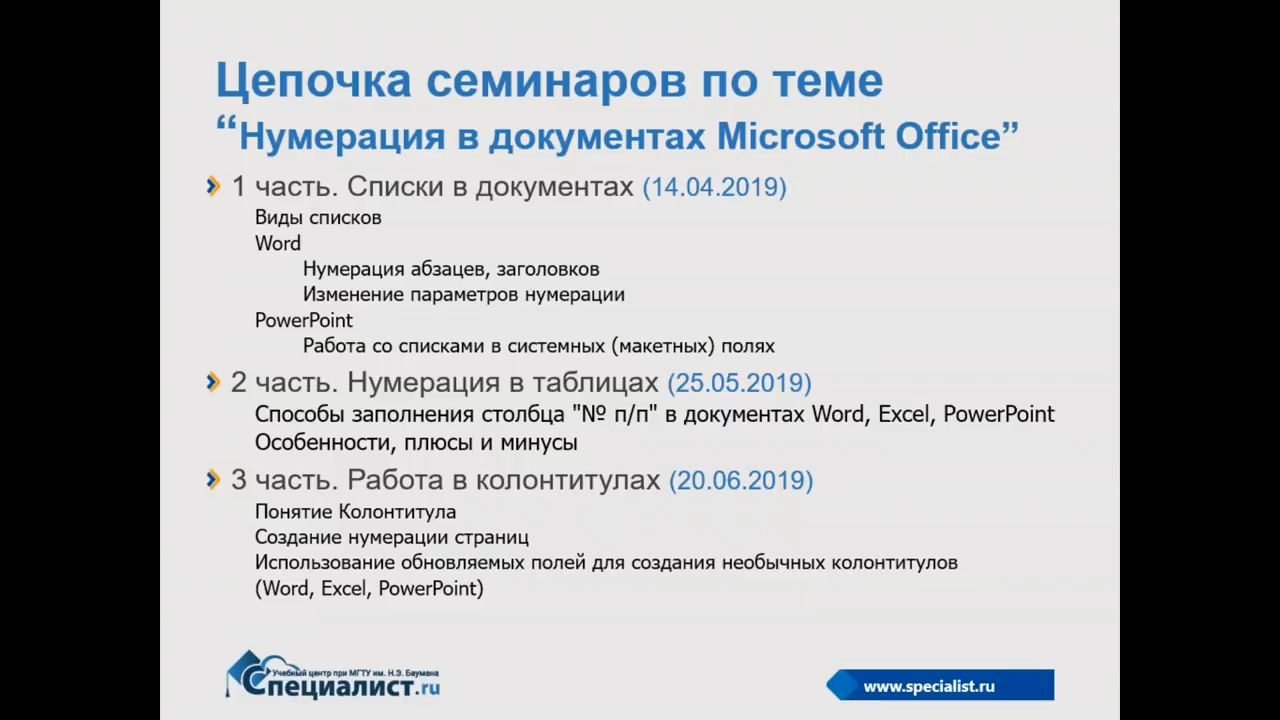 Цепочка семинаров по теме
“Нумерация в документах Microsoft Office”
1 часть. Списки в документах (14.04.2019)
Виды списков
Word
Нумерация абзацев, заголовков
Изменение параметров нумерации
PowerPoint
Работа со списками в системных (макетных) полях
2 часть. Нумерация в таблицах (25.05.2019)
Способы заполнения столбца "№ п/п" в документах Word, Excel, PowerPoint
Особенности, плюсы и минусы
3 часть. Работа в колонтитулах (20.06.2019)
Понятие Колонтитула
Создание нумерации страниц
Использование обновляемых полей для создания необычных колонтитулов
(Word, Excel, PowerPoint)
Учебный центр при МГТУ им. Н.Э. Баумана
Специалист.ru
www.specialist.ru